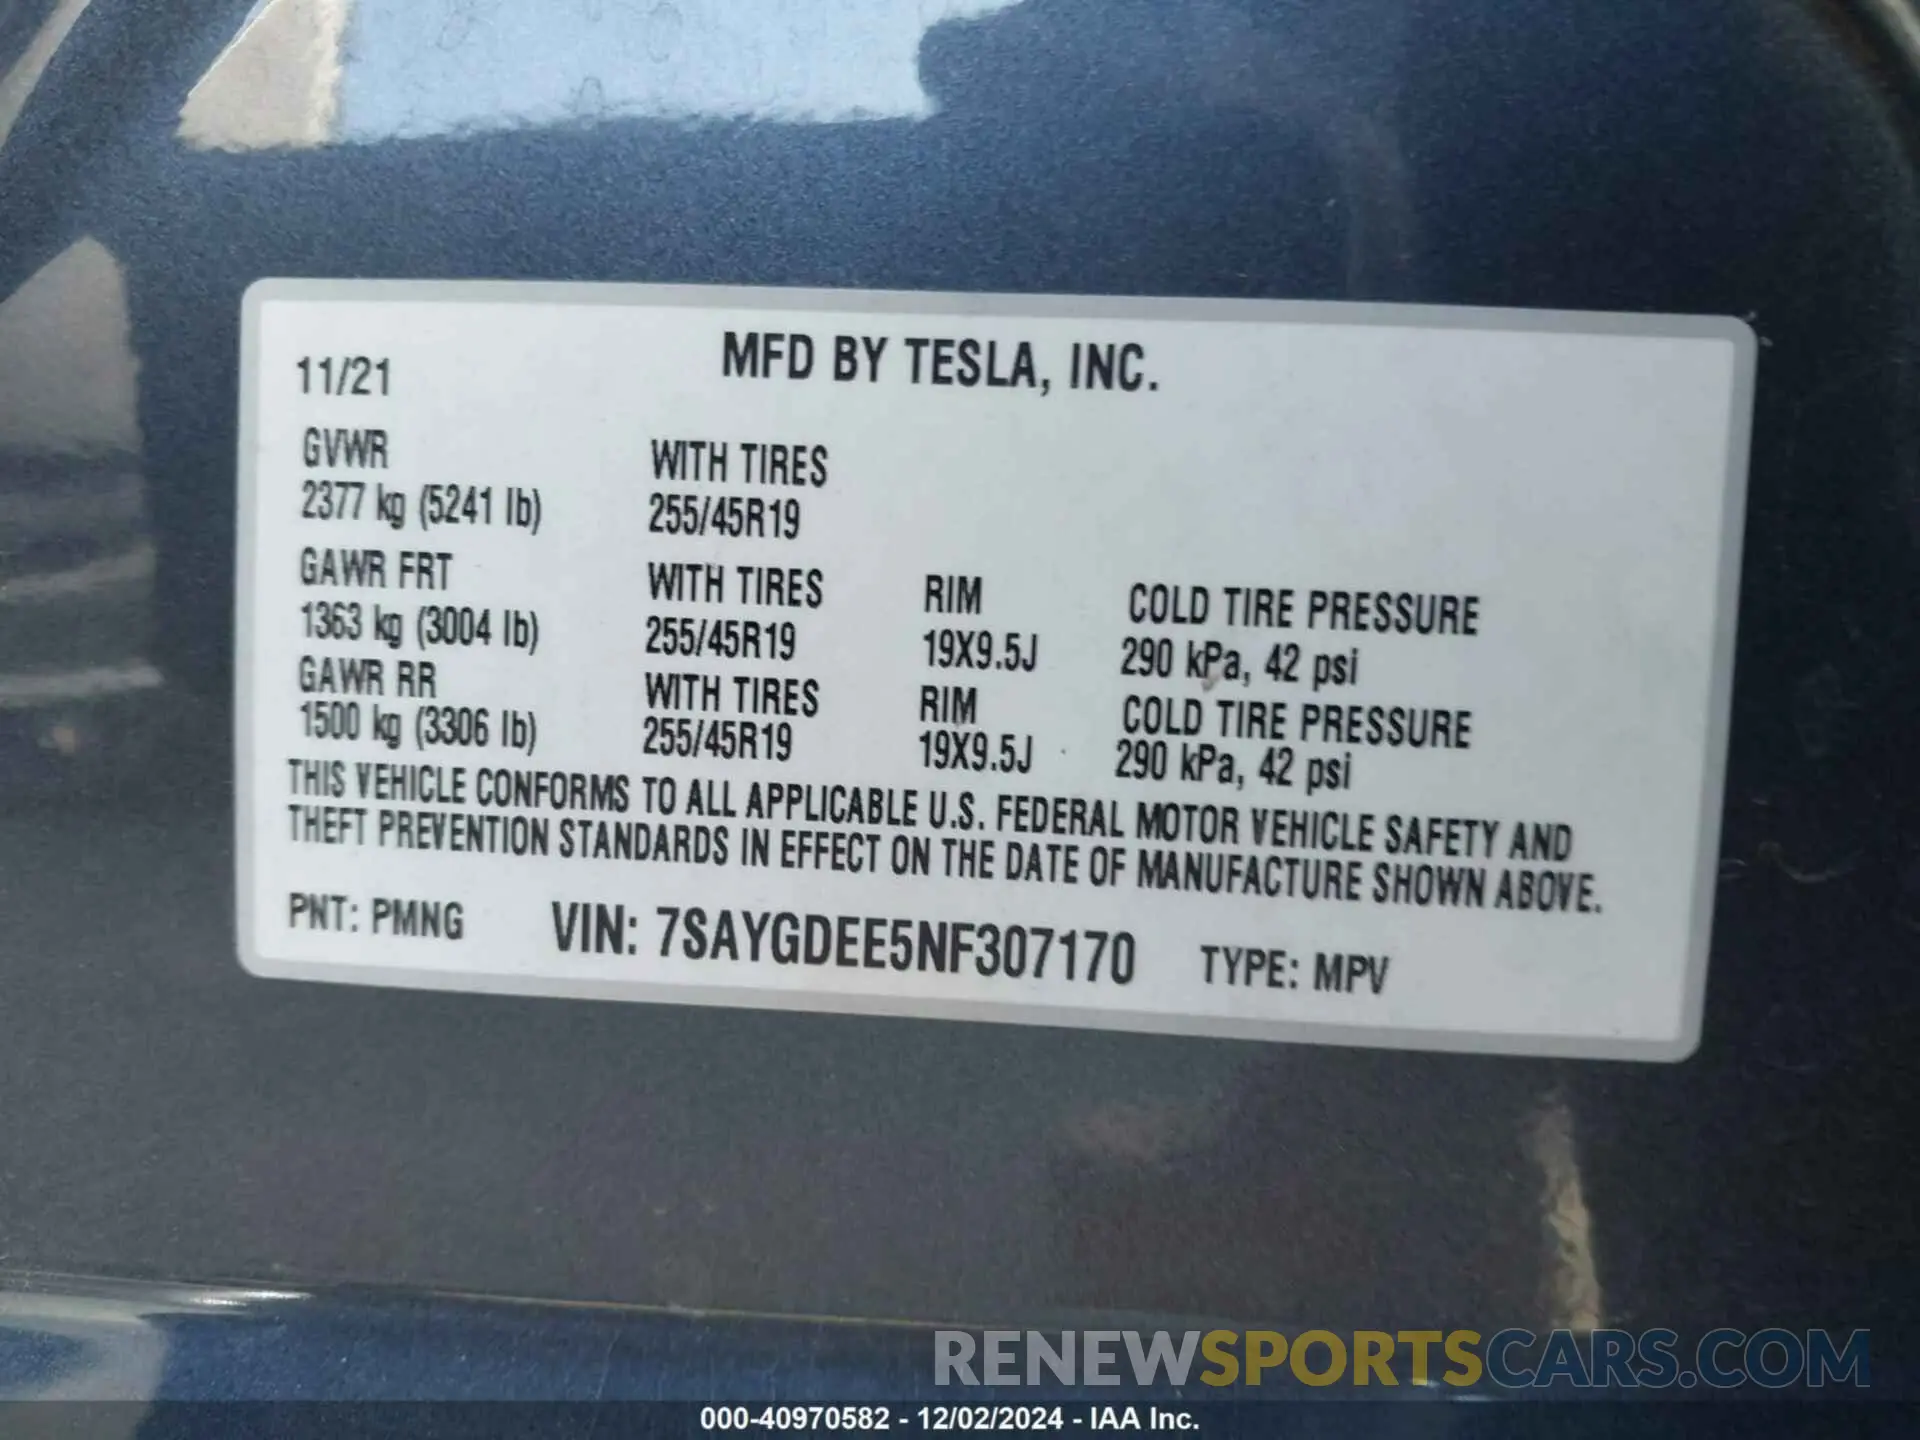 MFD BY TESLA, INC.
11/21
GVWR WITH TIRES
2377 kg (5241 lb) 255/45R19
GAWR FRT WITH TIRES RIM COLD TIRE PRESSURE
1363 kg (3004 lb) 255/45R19 19X9.5J 290 kPa, 42 psi
GAWR RR WITH TIRES RIM COLD TIRE PRESSURE
1500 kg (3306 lb) 255/45R19 19X9.5J 290 kPa, 42 psi
THIS VEHICLE CONFORMS TO ALL APPLICABLE U.S. FEDERAL MOTOR VEHICLE SAFETY AND
THEFT PREVENTION STANDARDS IN EFFECT ON THE DATE OF MANUFACTURE SHOWN ABOVE.
PNT: PMNG VIN: 7SAYGDEE5NF307170 TYPE: MPV
RENEWSPORTSCARS.COM
000-40970582 - 12/02/2024 - IAA Inc.